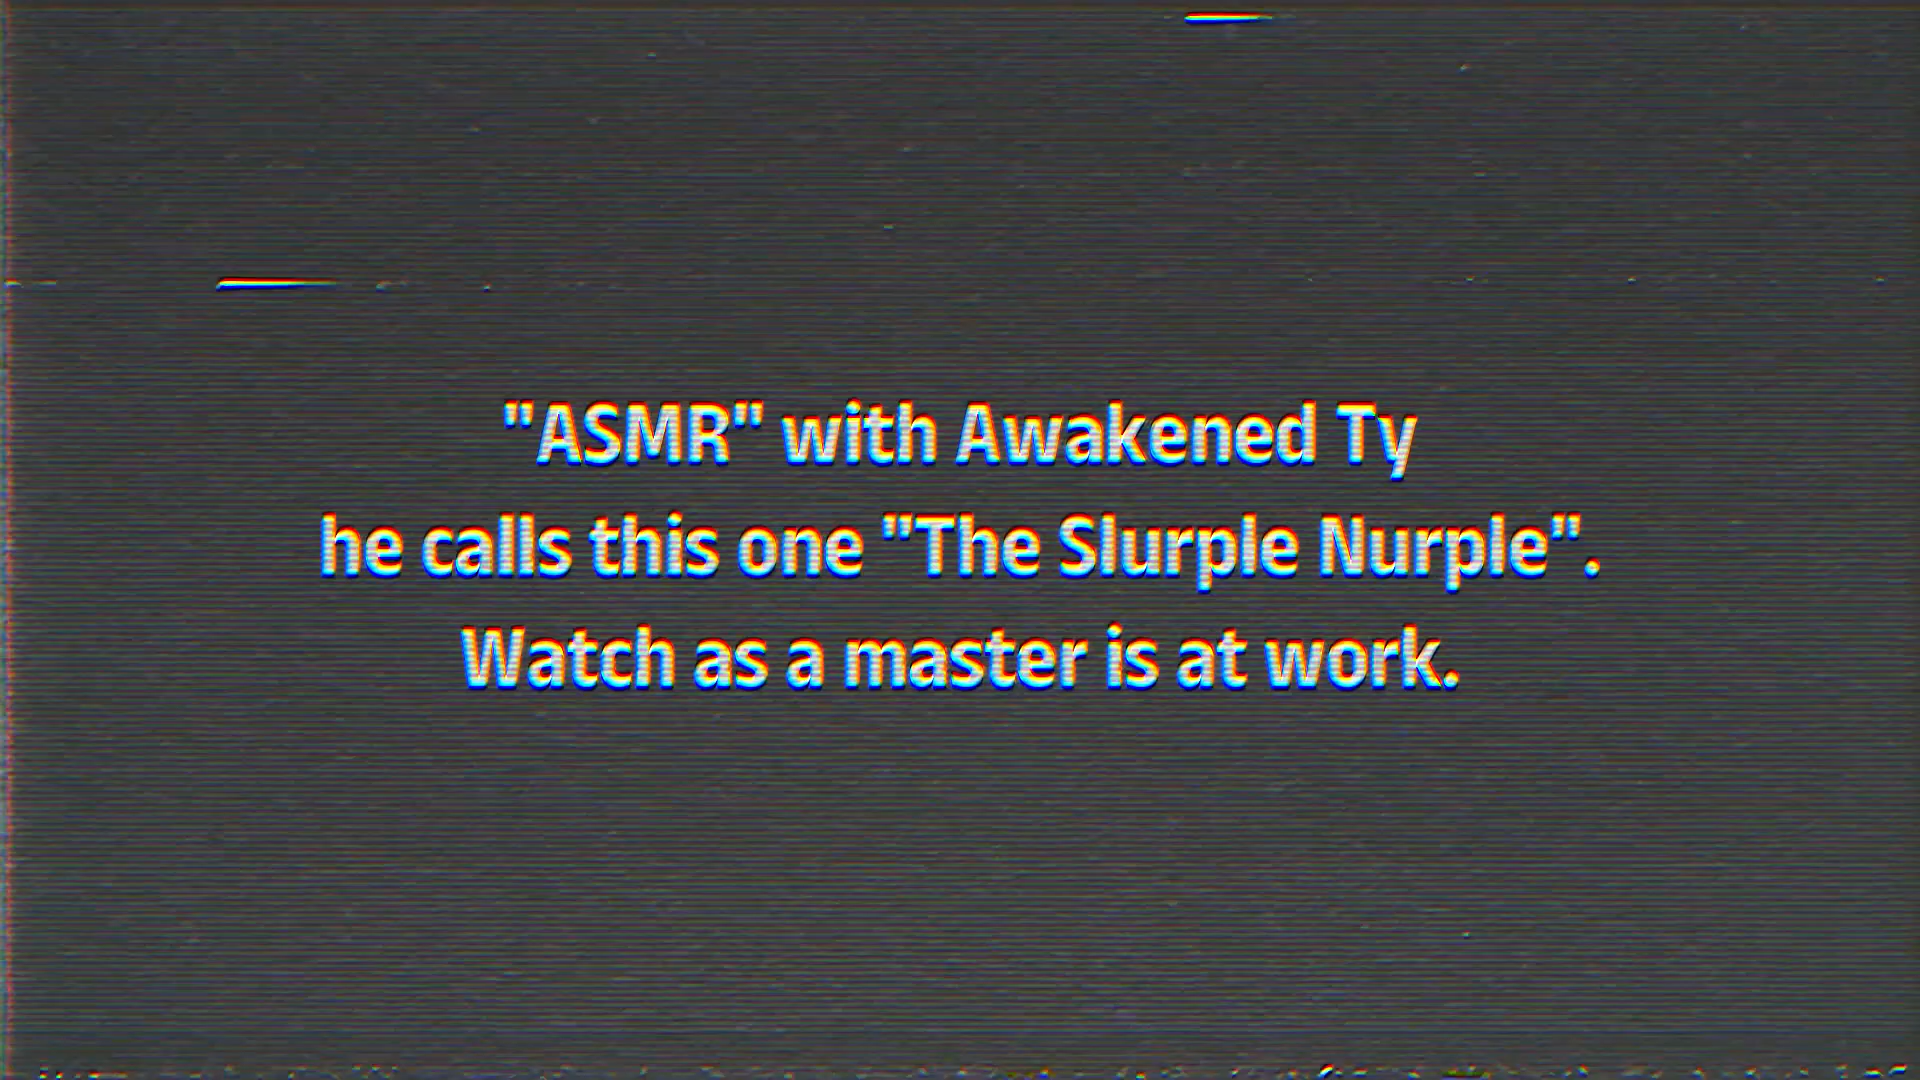 "ASMR" with Awakened Ty
he calls this one "The Slurple Nurple".
Watch as a master is at work.